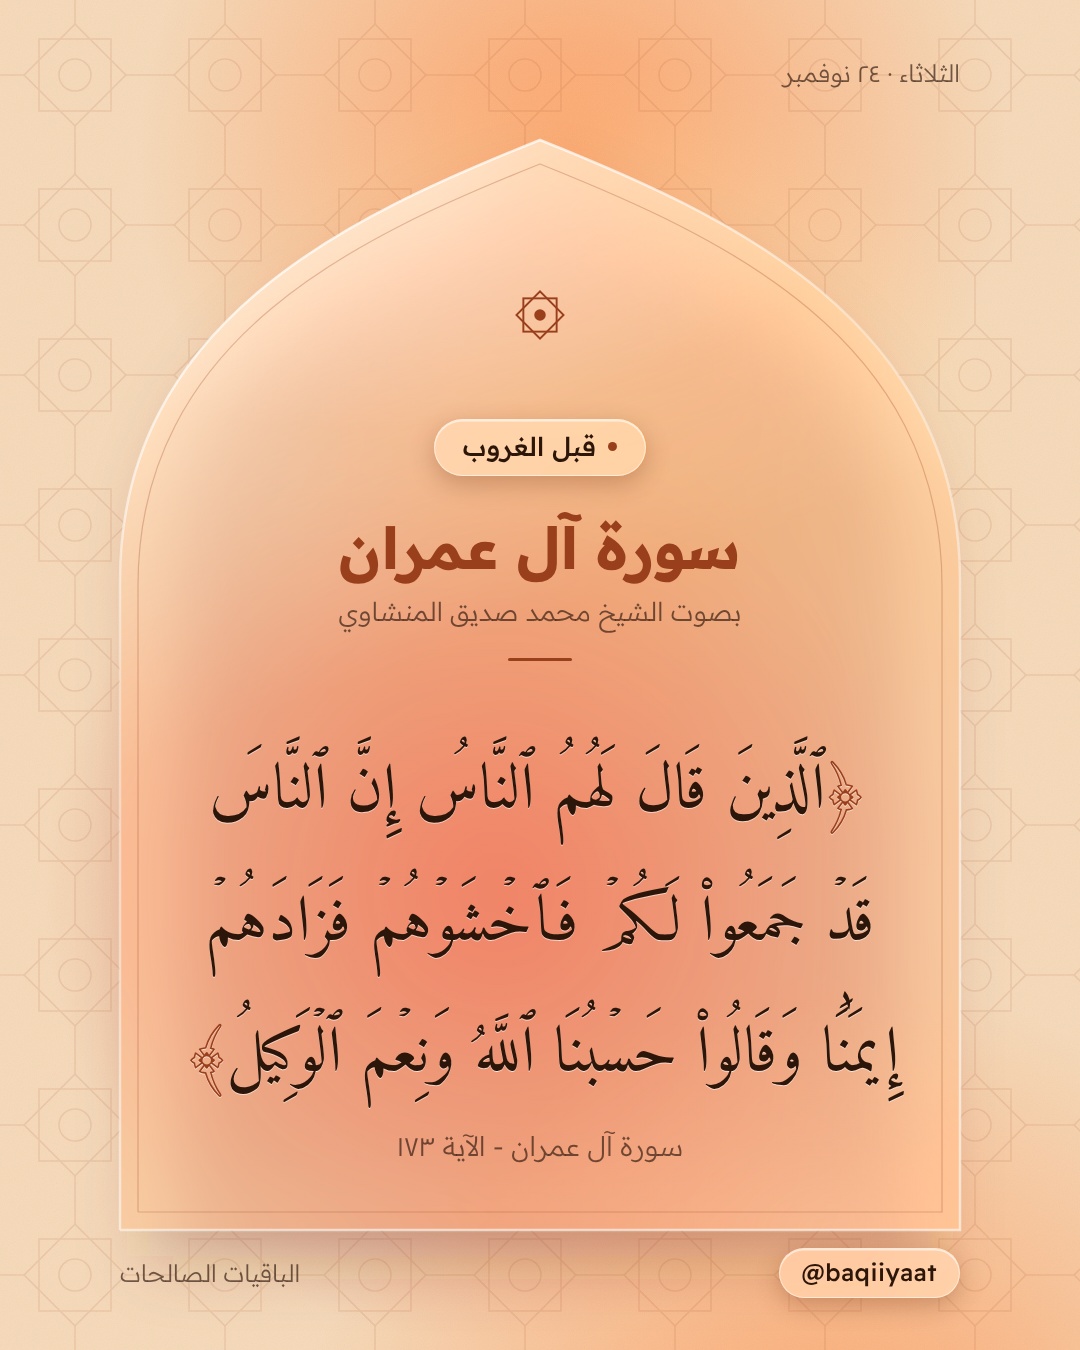 الثلاثاء · ٢٤ نوفمبر
قبل الغروب
سورة آل عمران
بصوت الشيخ محمد صديق المنشاوي
﴿ٱلَّذِينَ قَالَ لَهُمُ ٱلنَّاسُ إِنَّ ٱلنَّاسَ
قَدۡ جَمَعُواْ لَكُمۡ فَٱخۡشَوۡهُمۡ فَزَادَهُمۡ
إِيمَٰنٗا وَقَالُواْ حَسۡبُنَا ٱللَّهُ وَنِعۡمَ ٱلۡوَكِيلُ﴾
سورة آل عمران - الآية ١٧٣
@baqiiyaat
الباقيات الصالحات